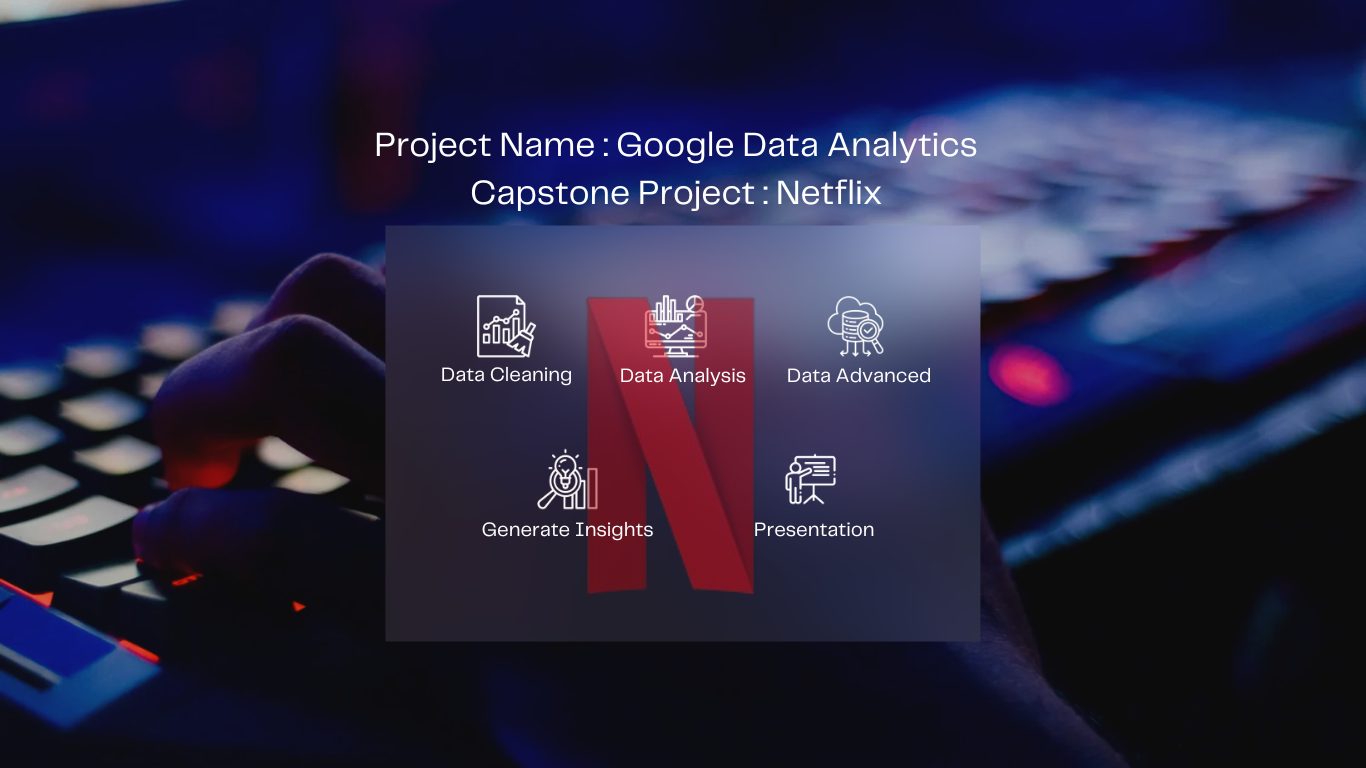 Project Name : Google Data Analytics
Capstone Project : Netflix
Data Cleaning
Data Analysis
Data Advanced
Generate Insights
Presentation